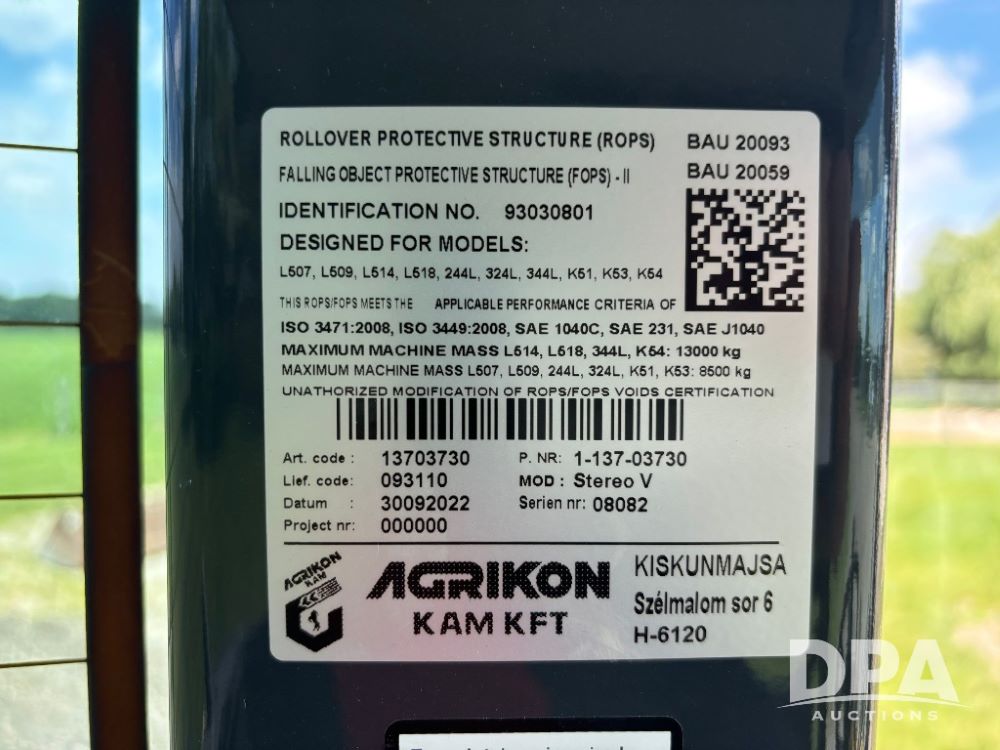 ROLLOVER PROTECTIVE STRUCTURE (ROPS) BAU 20093
FALLING OBJECT PROTECTIVE STRUCTURE (FOPS) - II BAU 20059
IDENTIFICATION NO. 93030801
DESIGNED FOR MODELS:
L507, L509, L514, L518, 244L, 324L, 344L, K51, K53, K54
THIS ROPS/FOPS MEETS THE APPLICABLE PERFORMANCE CRITERIA OF
ISO 3471:2008, ISO 3449:2008, SAE 1040C, SAE 231, SAE J1040
MAXIMUM MACHINE MASS L514, L518, 344L, K54: 13000 kg
MAXIMUM MACHINE MASS L507, L509, 244L, 324L, K51, K53: 8500 kg
UNATHORIZED MODIFICATION OF ROPS/FOPS VOIDS CERTIFICATION
Art. code : 13703730 P. NR: 1-137-03730
Lief. code: 093110 MOD : Stereo V
Datum : 30092022 Serien nr: 08082
Project nr: 000000
AGRIKON KAM
AGRIKON KISKUNMAJSA
KAM KFT Szélmalom sor 6
H-6120
DPA
AUCTIONS